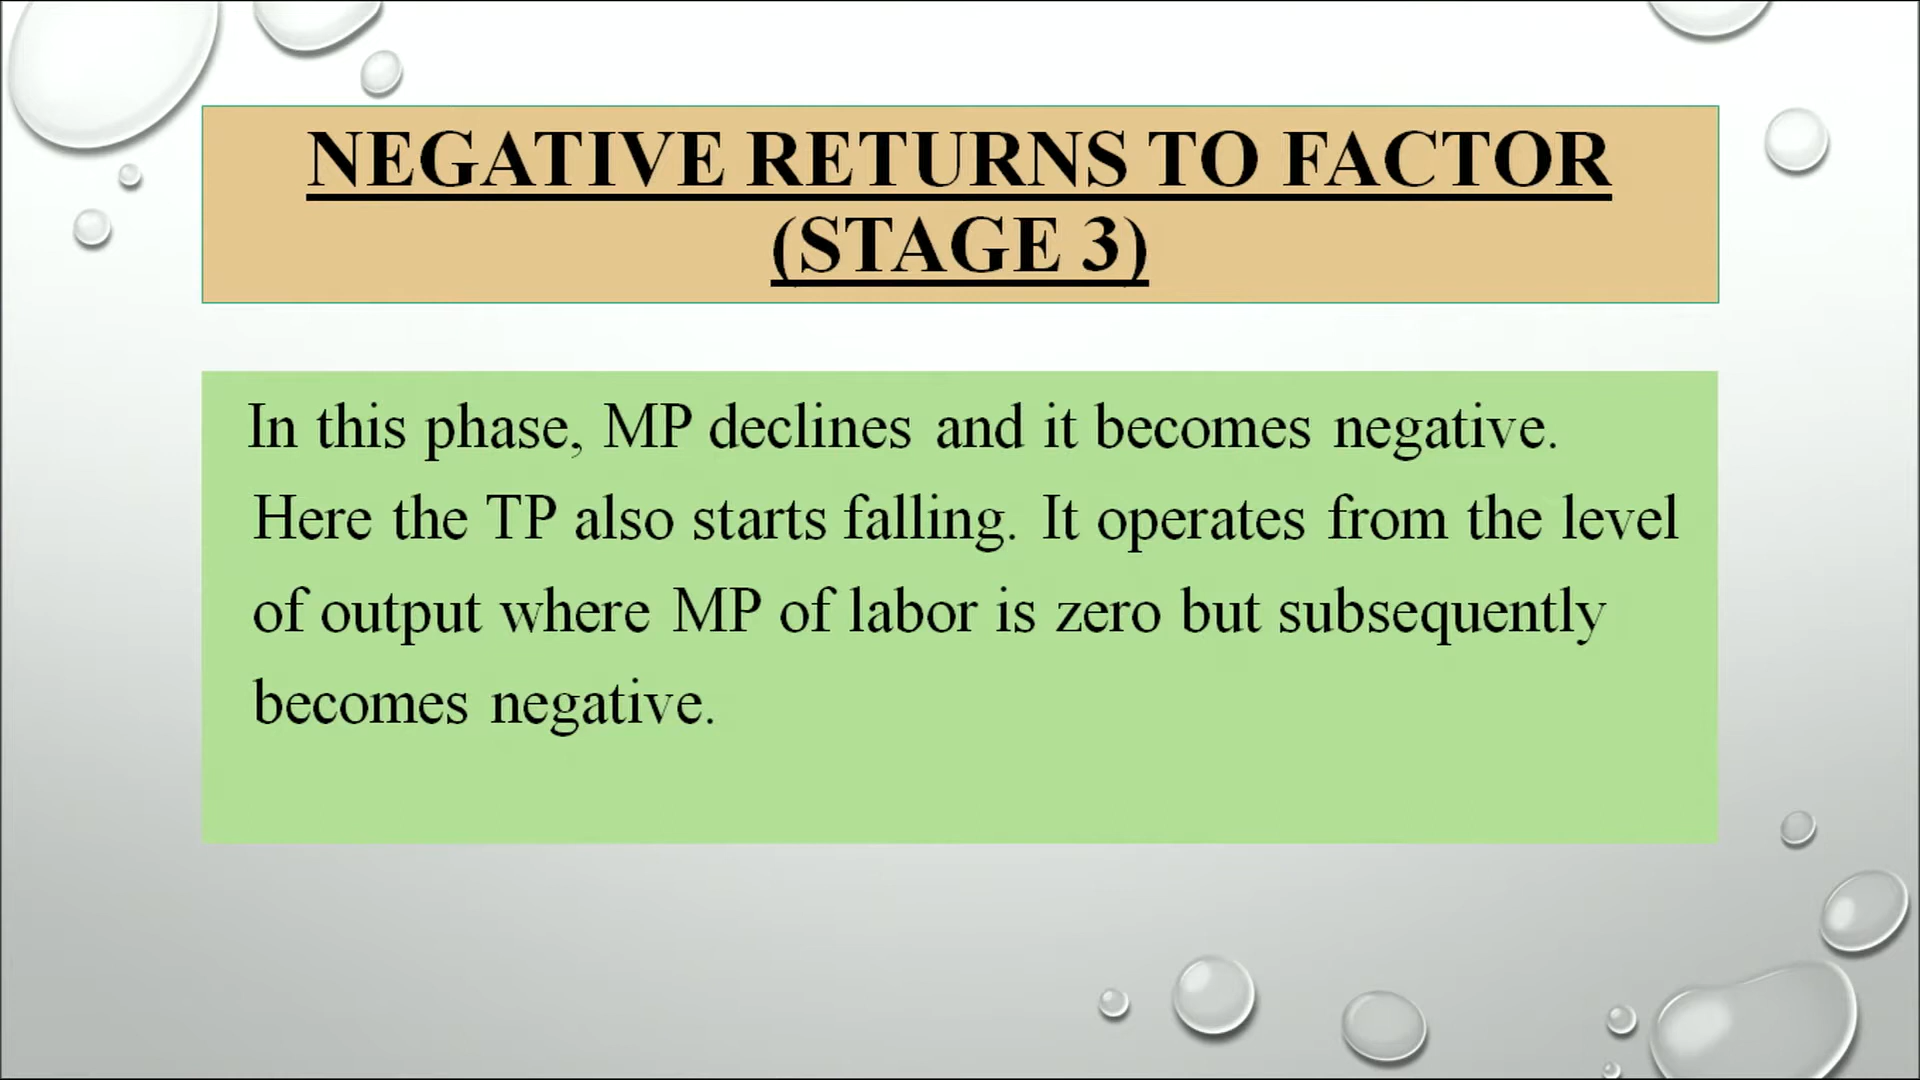 NEGATIVE RETURNS TO FACTOR
(STAGE 3)
In this phase, MP declines and it becomes negative.
Here the TP also starts falling. It operates from the level
of output where MP of labor is zero but subsequently
becomes negative.